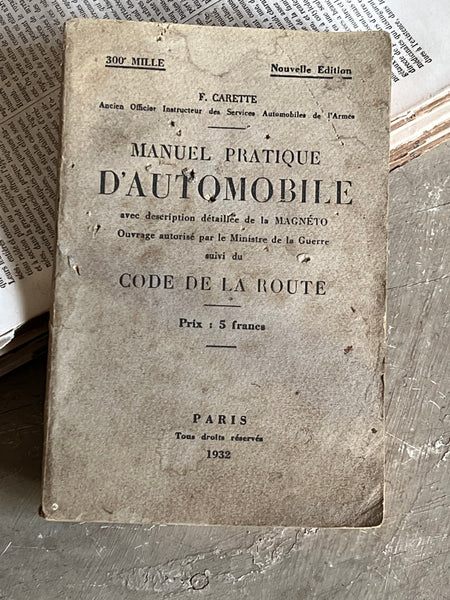 300e MILLE
Nouvelle Edition
F. CARETTE
Ancien Officier Instructeur des Services Automobiles de l'Armée
MANUEL PRATIQUE
D'AUTOMOBILE
avec description détaillée de la MAGNÉTO
Ouvrage autorisé par le Ministre de la Guerre
suivi du
CODE DE LA ROUTE
Prix : 5 francs
PARIS
Tous droits réservés
1932